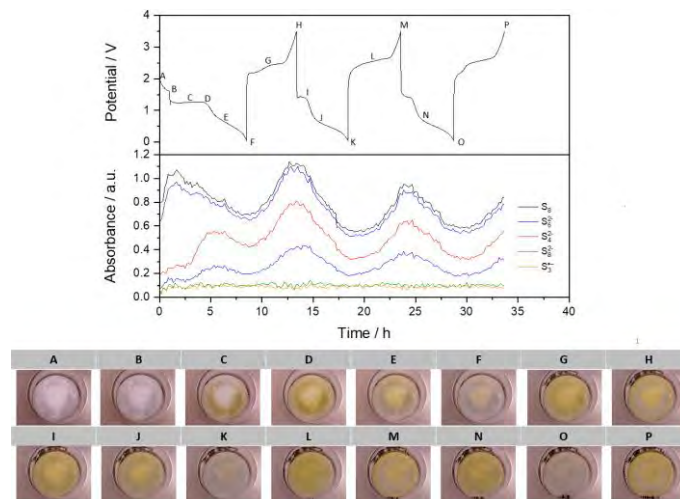 4
3
2
1
0
Potential / V
A
B
C
D
E
F
G
H
I
J
K
L
M
N
O
P
1.2
1.0
0.8
0.6
0.4
0.2
0.0
Absorbance / a.u.
0 5 10 15 20 25 30 35 40
Time / h
1
A B C D E F G H
I J K L M N O P